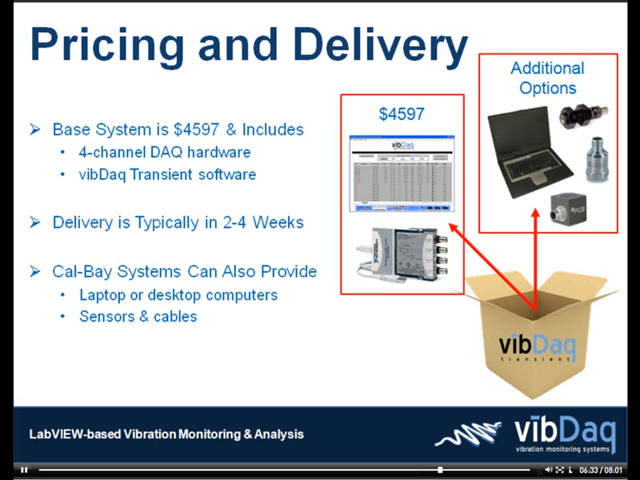 Pricing and Delivery
Base System is $4597 & Includes
4-channel DAQ hardware
vibDaq Transient software
Delivery is Typically in 2-4 Weeks
Cal-Bay Systems Can Also Provide
Laptop or desktop computers
Sensors & cables
$4597
vibDaq
Additional
Options
vibDaq
transient
LabVIEW-based Vibration Monitoring & Analysis
vibDaq
vibration monitoring systems
06:33 / 08:01